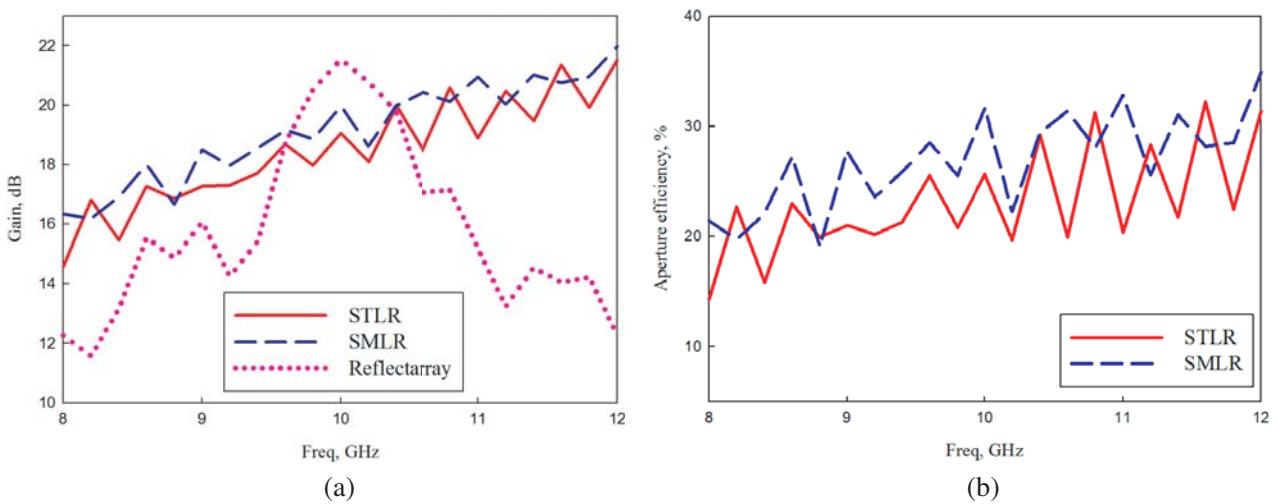 22
20
18
16
14
12
10
Gain, dB
STLR
SMLR
Reflectarray
8
9
10
11
12
Freq, GHz
(a)
40
30
20
10
Aperture efficiency, %
STLR
SMLR
8
9
10
11
12
Freq, GHz
(b)